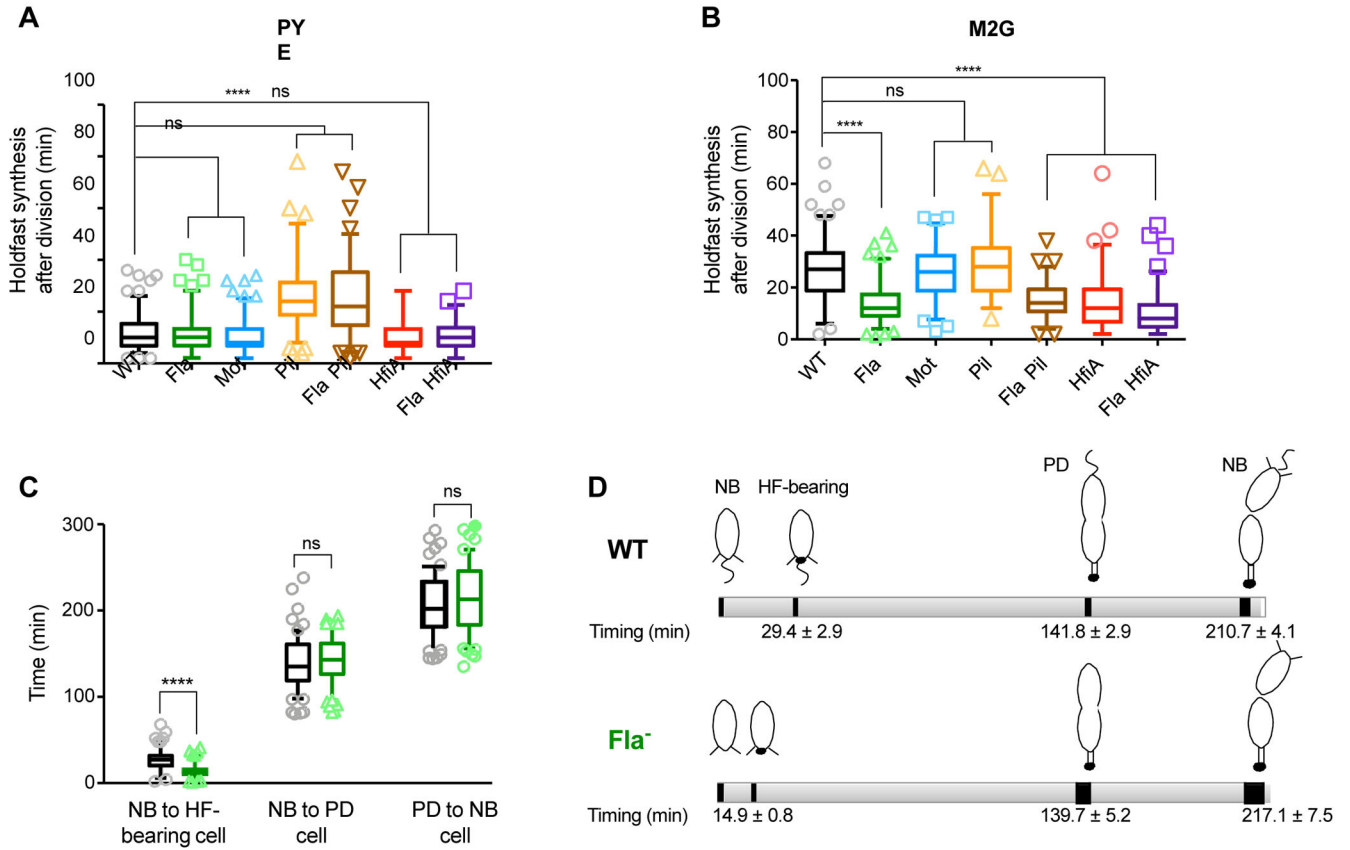 A
PY
E
Holdfast synthesis
after division (min)
100
80
60
40
20
0
**** ns
ns
WT
Fla
Mot
Pil
Fla Pil
HfiA
Fla HfiA
B
M2G
Holdfast synthesis
after division (min)
100
80
60
40
20
0
****
ns
****
WT
Fla
Mot
Pil
Fla Pil
HfiA
Fla HfiA
C
Time (min)
300
200
100
0
****
ns
ns
NB to HF-
bearing cell
NB to PD
cell
PD to NB
cell
D
NB
HF-bearing
PD
NB
WT
Timing (min)
29.4 ± 2.9
141.8 ± 2.9
210.7 ± 4.1
Fla⁻
Timing (min)
14.9 ± 0.8
139.7 ± 5.2
217.1 ± 7.5